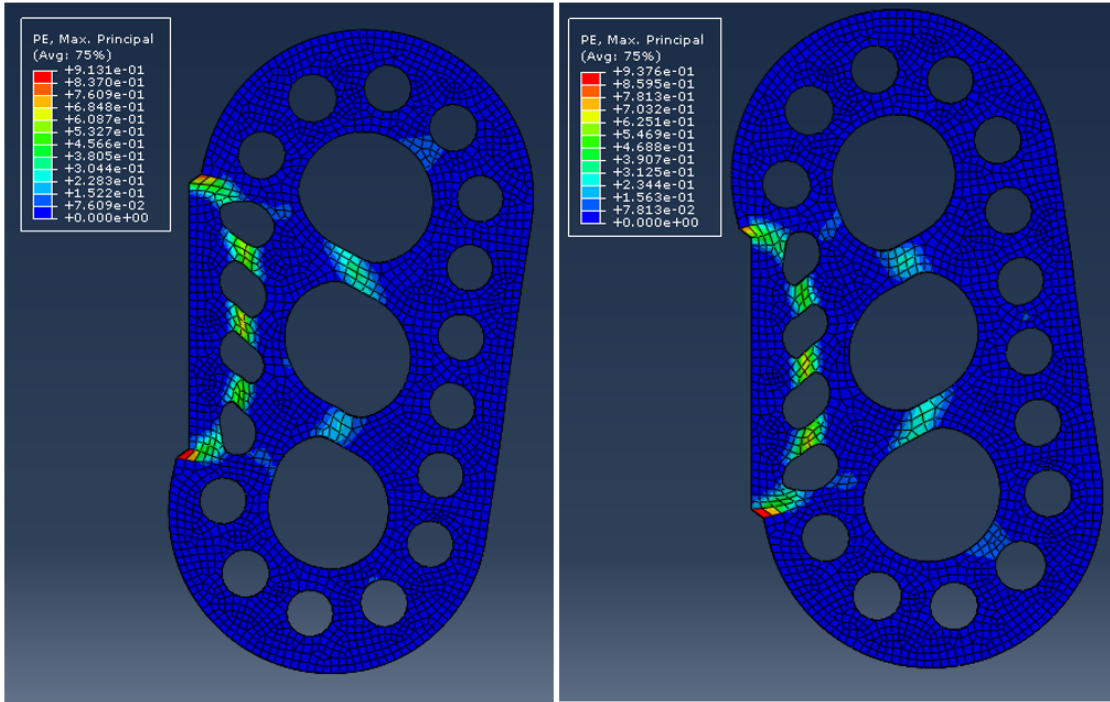 PE, Max. Principal
(Avg: 75%)
+9.131e-01
+8.370e-01
+7.609e-01
+6.848e-01
+6.087e-01
+5.327e-01
+4.566e-01
+3.805e-01
+3.044e-01
+2.283e-01
+1.522e-01
+7.609e-02
+0.000e+00
PE, Max. Principal
(Avg: 75%)
+9.376e-01
+8.595e-01
+7.813e-01
+7.032e-01
+6.251e-01
+5.469e-01
+4.688e-01
+3.907e-01
+3.125e-01
+2.344e-01
+1.563e-01
+7.813e-02
+0.000e+00